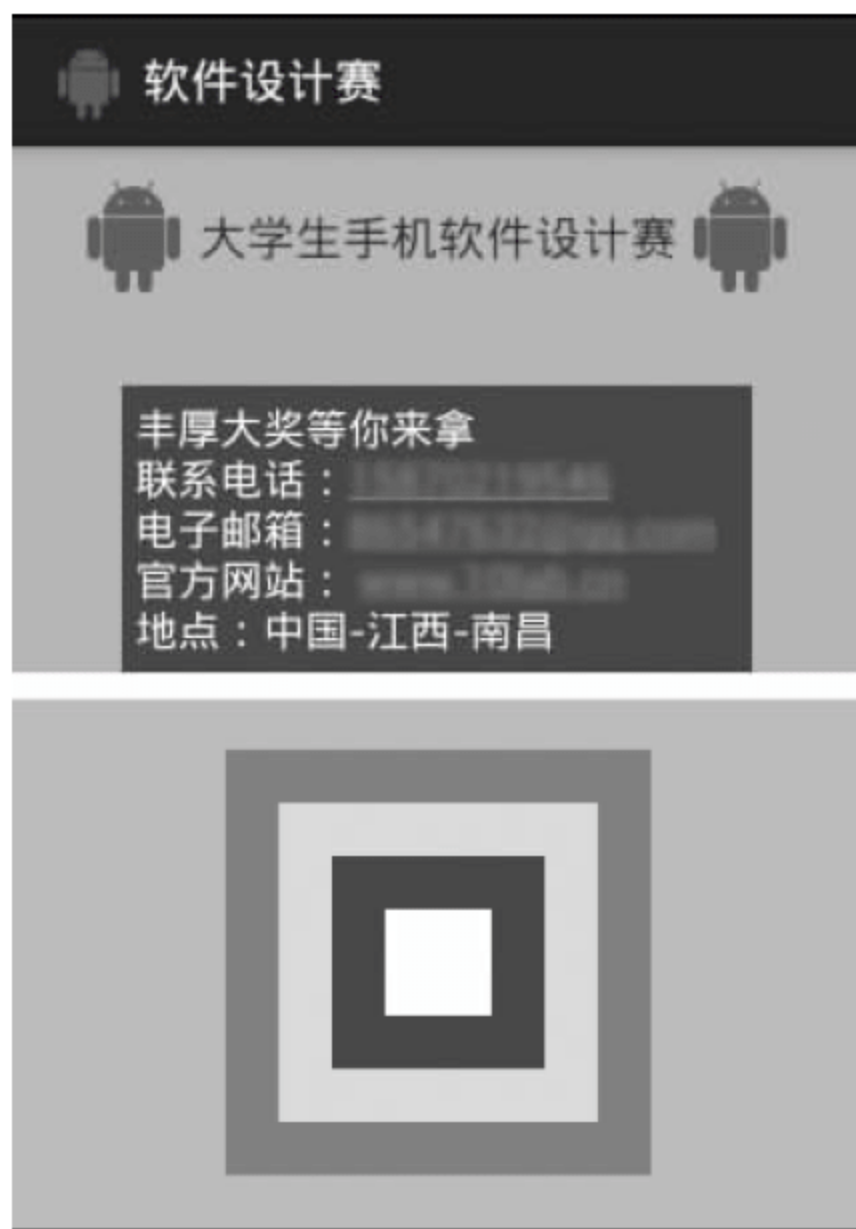 软件设计赛
大学生手机软件设计赛
丰厚大奖等你来拿
联系电话：
电子邮箱：
官方网站：
地点：中国-江西-南昌